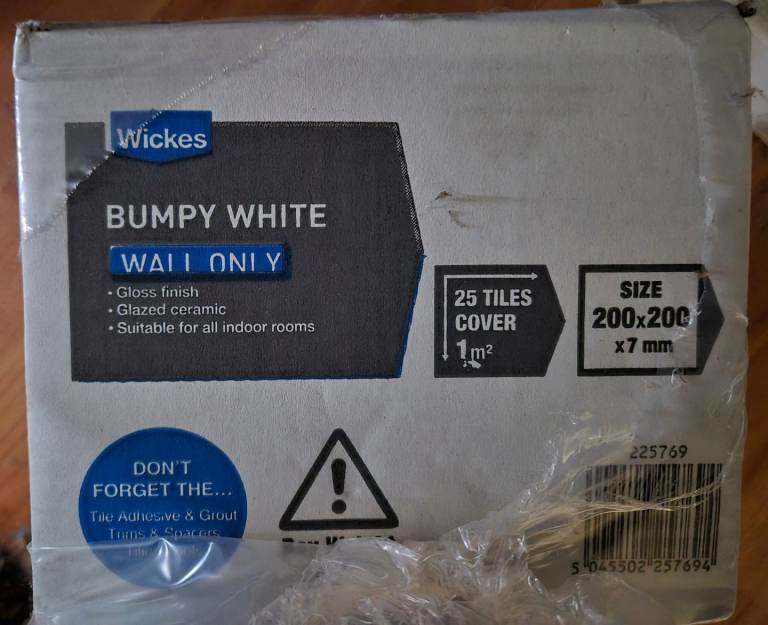 Wickes
BUMPY WHITE
WALL ONLY
• Gloss finish
• Glazed ceramic
• Suitable for all indoor rooms
25 TILES
COVER
1m²
SIZE
200x200
x 7 mm
DON'T
FORGET THE...
Tile Adhesive & Grout
Trims & Spacers
225769
5 045502 257694